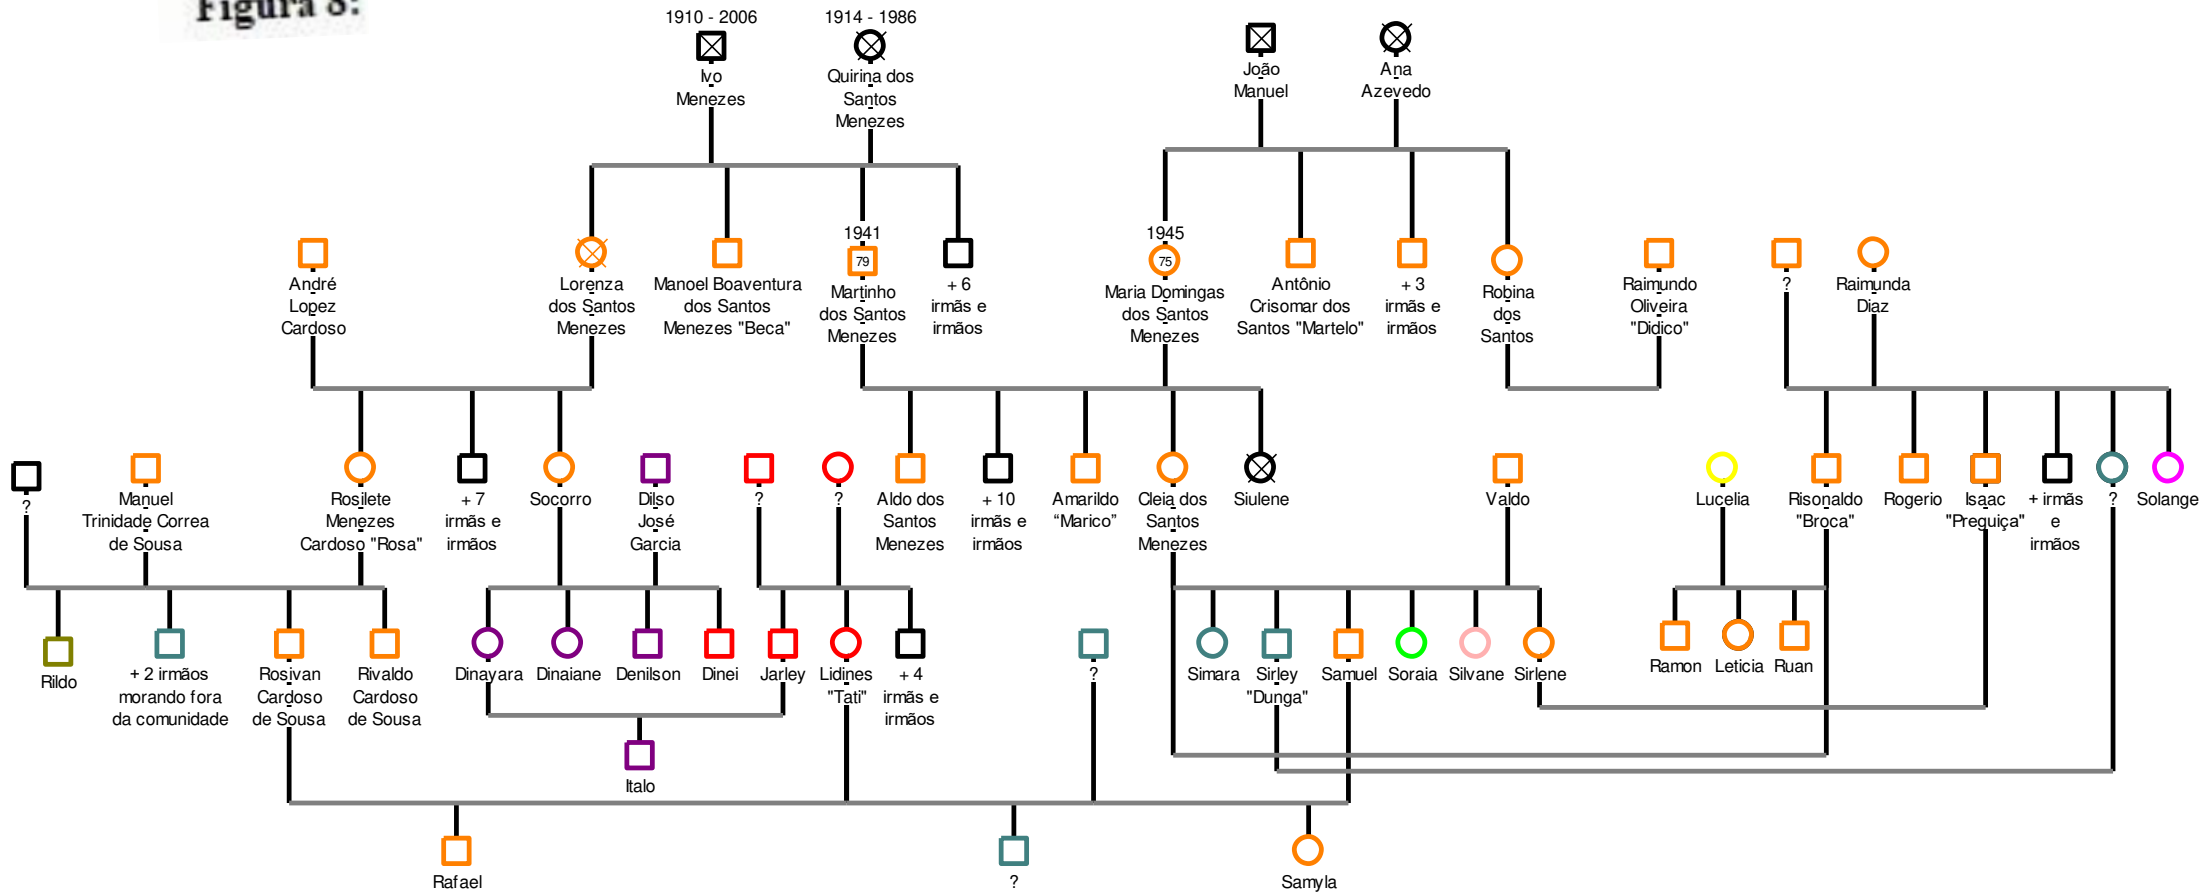 Figura 8:
1910 - 2006
1914 - 1986
Ivo
Menezes
Quirina dos
Santos
Menezes
João
Manuel
Ana
Azevedo
André
Lopez
Cardoso
Lorenza
dos Santos
Menezes
Manoel Boaventura
dos Santos
Menezes "Beca"
1941
79
Martinho
dos Santos
Menezes
+ 6
irmãs e
irmãos
1945
75
Maria Domingas
dos Santos
Menezes
Antônio
Crisomar dos
Santos "Martelo"
+ 3
irmãs e
irmãos
Robina
dos
Santos
Raimundo
Oliveira
"Didico"
?
Raimunda
Diaz
?
Manuel
Trinidade Correa
de Sousa
Rosilete
Menezes
Cardoso "Rosa"
+ 7
irmãs e
irmãos
Socorro
Dilso
José
Garcia
?
?
Aldo dos
Santos
Menezes
+ 10
irmãs e
irmãos
Amarildo
“Marico”
Cleia dos
Santos
Menezes
Siulene
Valdo
Lucelia
Risonaldo
"Broca"
Rogerio
Isaac
"Preguiça"
+ irmãs
e
irmãos
?
Solange
Rildo
+ 2 irmãos
morando fora
da comunidade
Rosivan
Cardoso
de Sousa
Rivaldo
Cardoso
de Sousa
Dinayara
Dinaiane
Denilson
Dinei
Jarley
Lidines
"Tati"
+ 4
irmãs e
irmãos
?
Simara
Sirley
"Dunga"
Samuel
Soraia
Silvane
Sirlene
Ramon
Leticia
Ruan
Italo
Rafael
?
Samyla